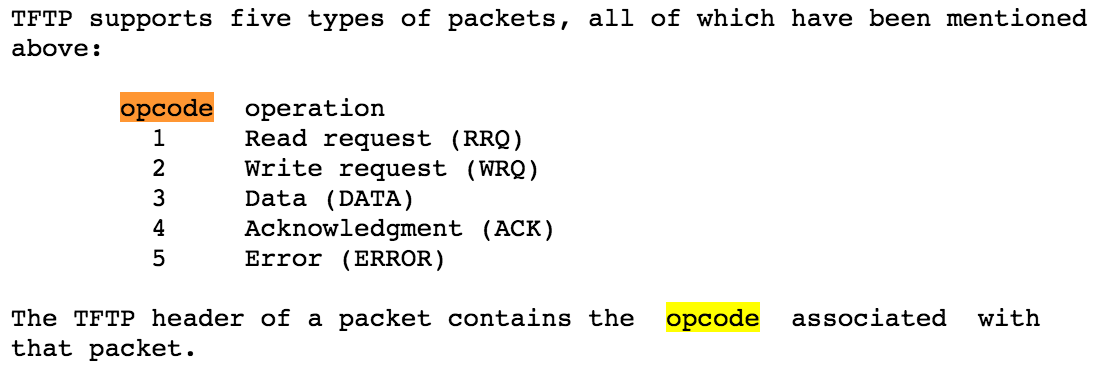 TFTP supports five types of packets, all of which have been mentioned
above:
opcode  operation
1     Read request (RRQ)
2     Write request (WRQ)
3     Data (DATA)
4     Acknowledgment (ACK)
5     Error (ERROR)
The TFTP header of a packet contains the  opcode  associated  with
that packet.